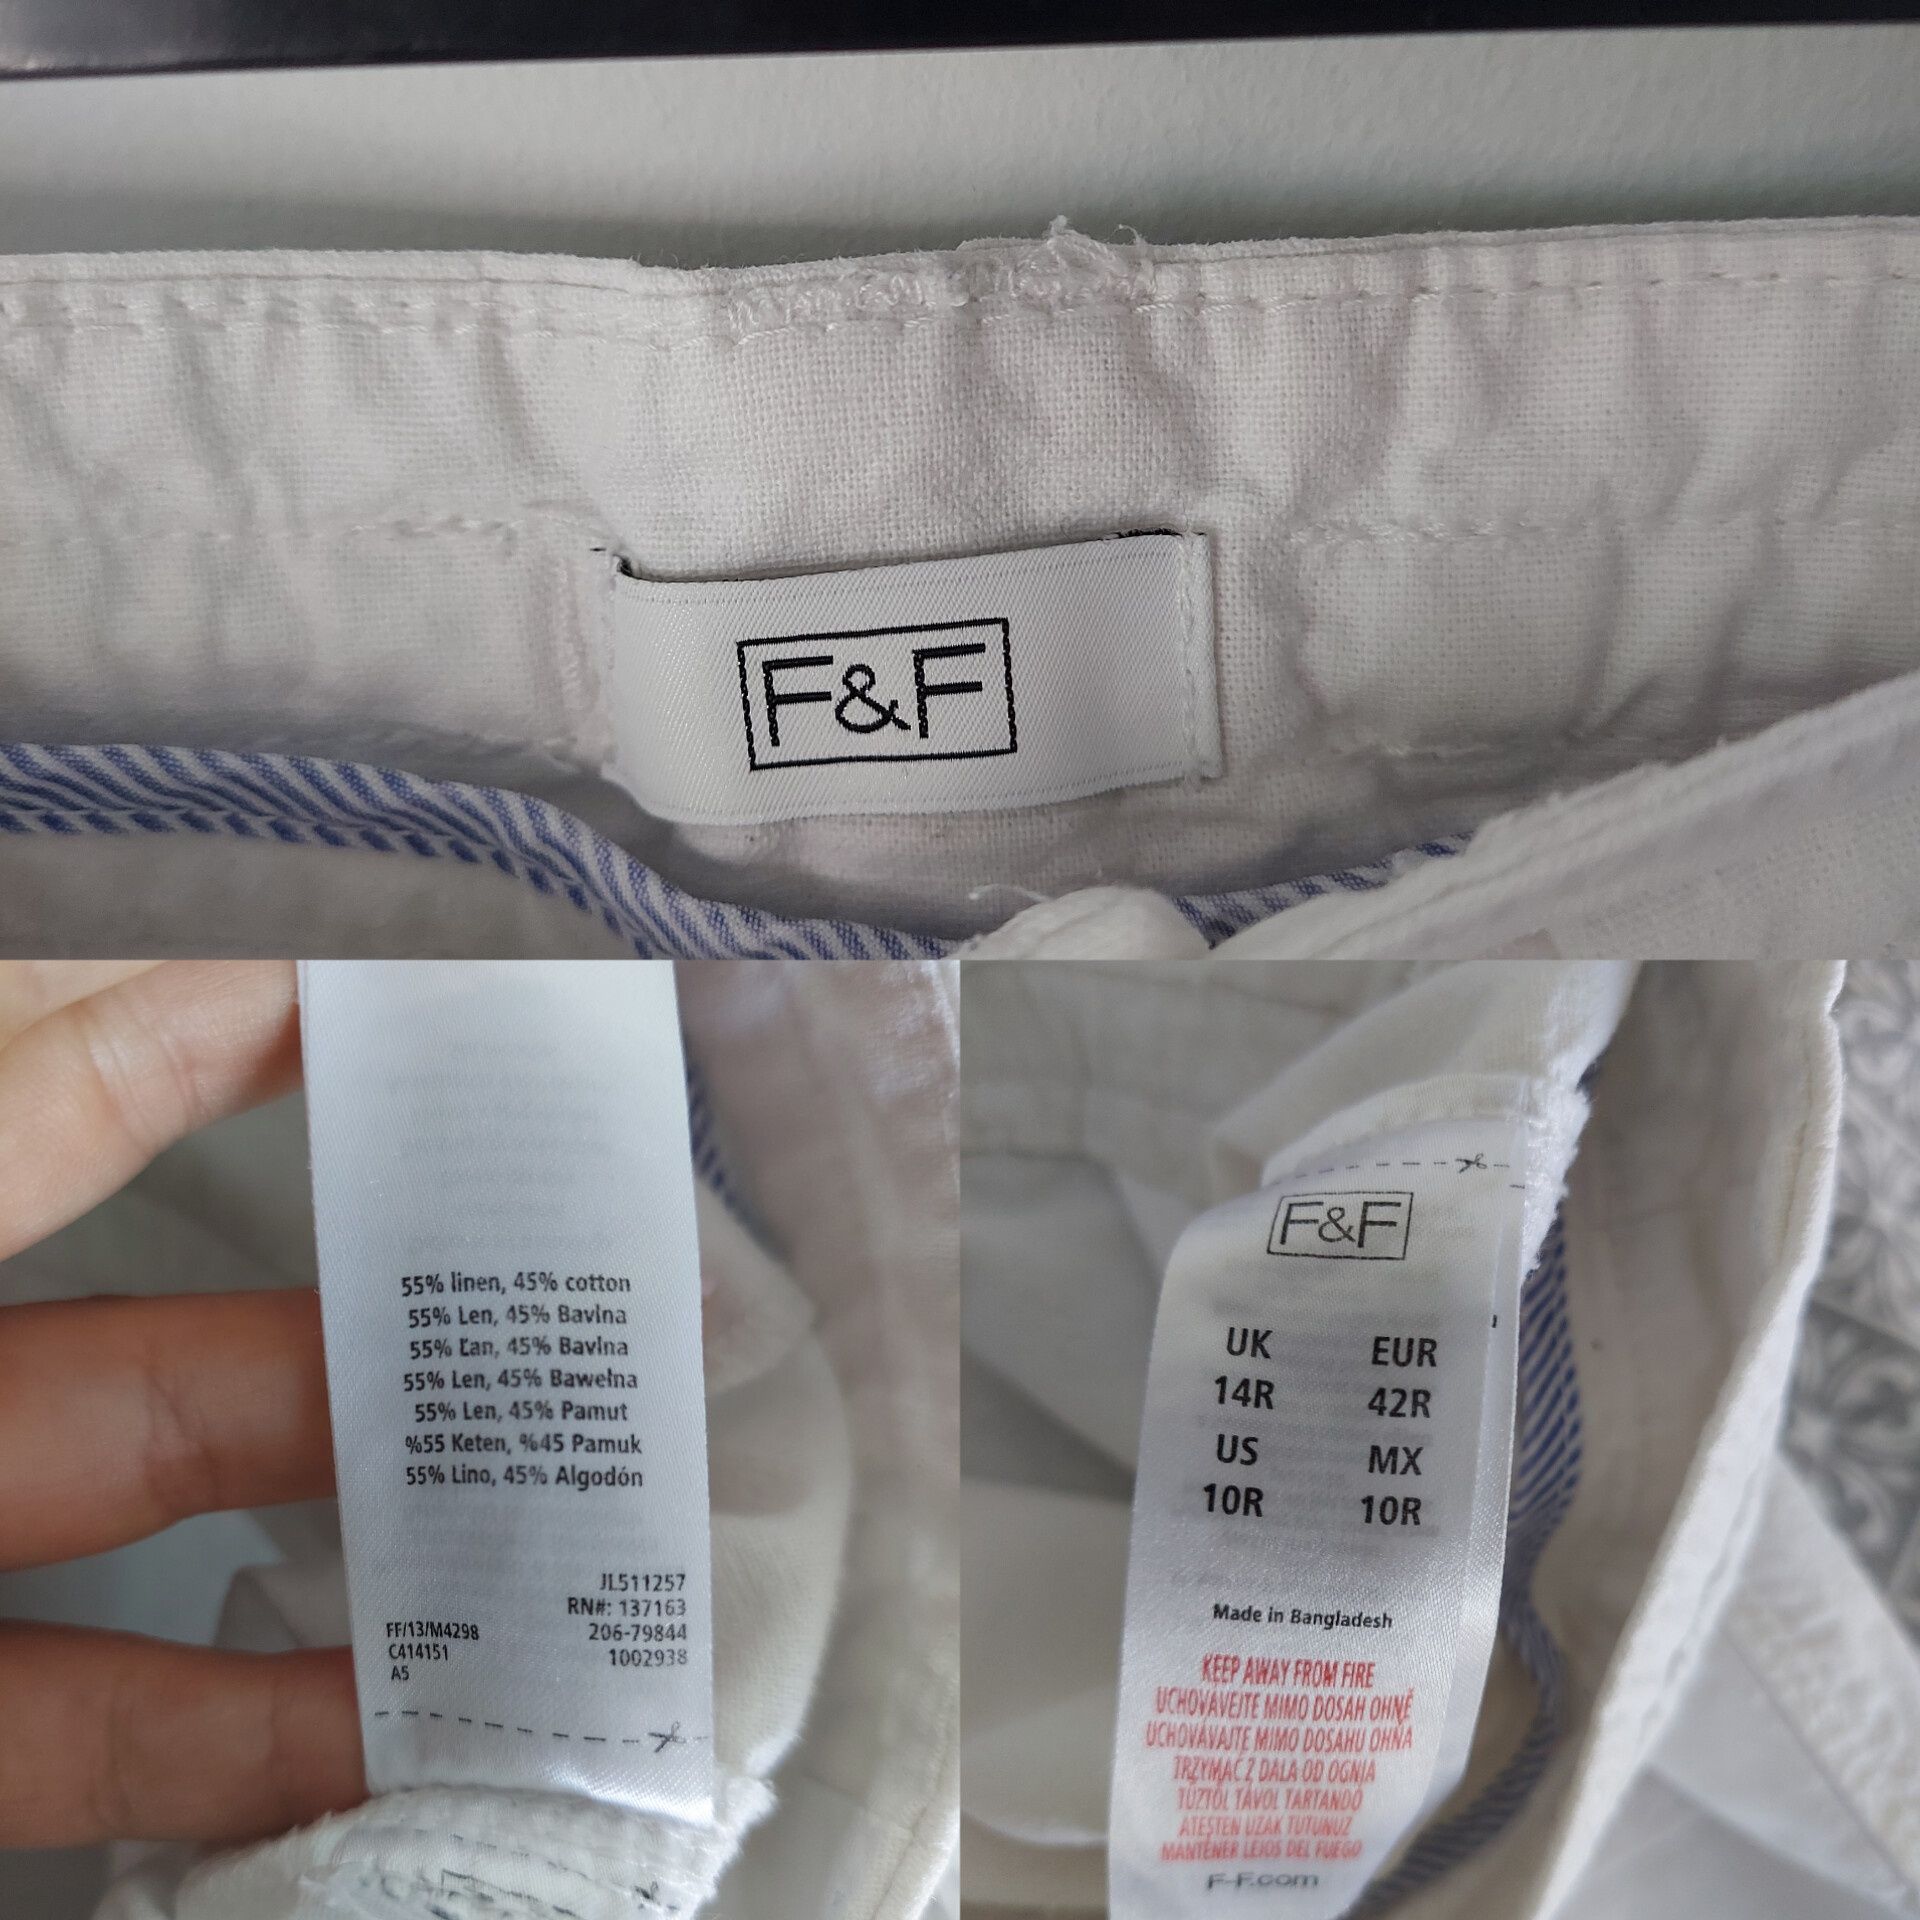 F&F
55% linen, 45% cotton
55% Len, 45% Bavlna
55% Ľan, 45% Bavlna
55% Len, 45% Bawełna
55% Len, 45% Pamut
%55 Keten, %45 Pamuk
55% Lino, 45% Algodón
JL511257
RN#: 137163
FF/13/M4298 206-79844
C414151 1002938
A5
F&F
UK EUR
14R 42R
US MX
10R 10R
Made in Bangladesh
KEEP AWAY FROM FIRE
UCHOVÁVEJTE MIMO DOSAH OHNĚ
UCHOVÁVAJTE MIMO DOSAHU OHŇA
TRZYMAĆ Z DALA OD OGNIA
TŰZTŐL TÁVOL TARTANDÓ
ATEŞTEN UZAK TUTUNUZ
MANTENER LEJOS DEL FUEGO
F-F.com